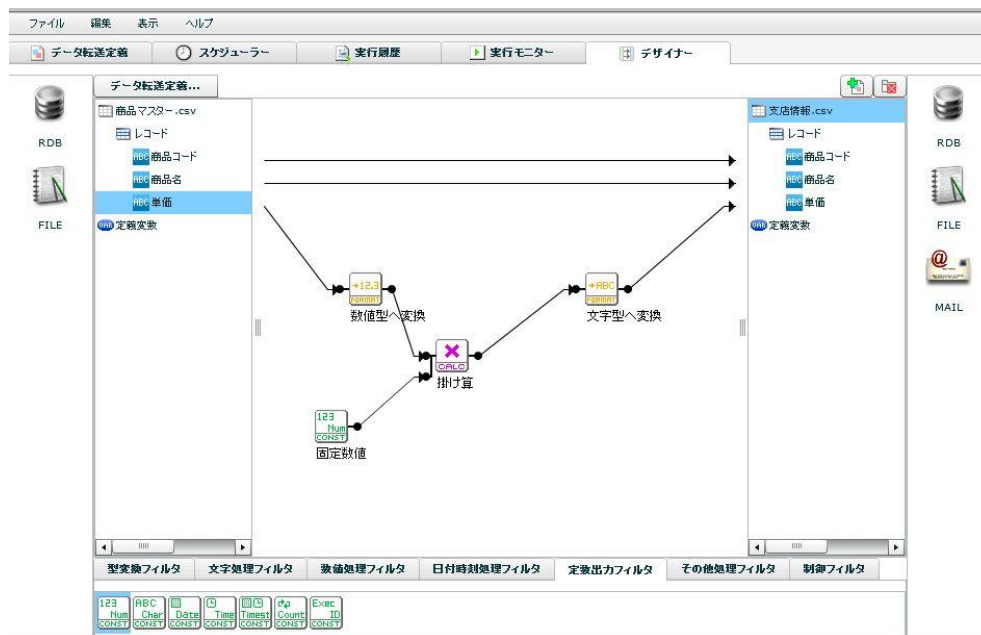 ファイル 編集 表示 ヘルプ
データ転送定義 スケジューラー 実行履歴 実行モニター デザイナー
データ転送定義...
RDB
FILE
商品マスター.csv
レコード
ABC 商品コード
ABC 商品名
ABC 単価
VAR 定義変数
→12.3
FORMAT
数値型へ変換
CALC
掛け算
123
Num
CONST
固定数値
→ABC
FORMAT
文字型へ変換
支店情報.csv
レコード
ABC 商品コード
ABC 商品名
ABC 単価
VAR 定義変数
RDB
FILE
MAIL
型変換フィルタ 文字処理フィルタ 数値処理フィルタ 日付時刻処理フィルタ 定数出力フィルタ その他処理フィルタ 制御フィルタ
123 ABC Exec
Num Char Date Time Timest Count ID
CONST CONST CONST CONST CONST CONST CONST